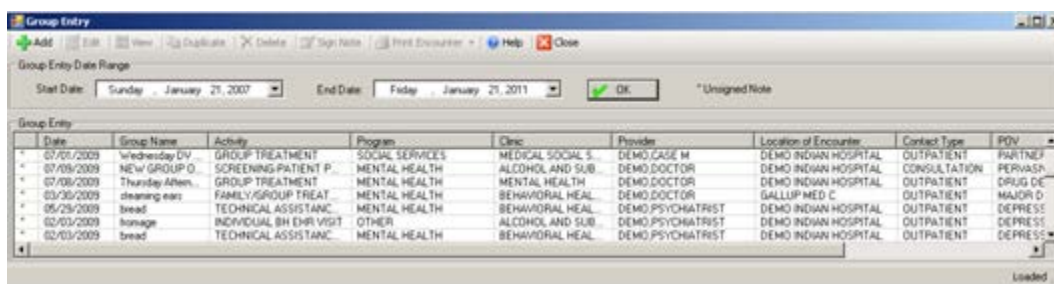 Group Entry
Add Edit View Duplicate Delete Sign Note Print Encounter Help Close
Group Entry Date Range
Start Date: Sunday , January 21, 2007 End Date: Friday , January 21, 2011 OK * Unsigned Note
Group Entry
Date Group Name Activity Program Clinic Provider Location of Encounter Contact Type POV
* 07/01/2009 Wednesday DV ... GROUP TREATMENT SOCIAL SERVICES MEDICAL SOCIAL S... DEMO,CASE M DEMO INDIAN HOSPITAL OUTPATIENT PARTNER
* 07/09/2009 NEW GROUP O... SCREENING-PATIENT P... MENTAL HEALTH ALCOHOL AND SUB... DEMO,DOCTOR DEMO INDIAN HOSPITAL CONSULTATION PERVASI
* 07/08/2009 Thursday Aftern... GROUP TREATMENT MENTAL HEALTH MENTAL HEALTH DEMO,DOCTOR DEMO INDIAN HOSPITAL OUTPATIENT DRUG DE
* 03/30/2009 cleaning ears FAMILY/GROUP TREAT... MENTAL HEALTH BEHAVIORAL HEAL... DEMO,DOCTOR GALLUP MED C OUTPATIENT MAJOR D
* 05/29/2009 bread TECHNICAL ASSISTANC... MENTAL HEALTH BEHAVIORAL HEAL... DEMO,PSYCHIATRIST DEMO INDIAN HOSPITAL OUTPATIENT DEPRESS
* 02/03/2009 homage INDIVIDUAL BH EHR VISIT OTHER ALCOHOL AND SUB... DEMO,PSYCHIATRIST DEMO INDIAN HOSPITAL OUTPATIENT DEPRESS
* 02/03/2009 bread TECHNICAL ASSISTANC... MENTAL HEALTH BEHAVIORAL HEAL... DEMO,PSYCHIATRIST DEMO INDIAN HOSPITAL OUTPATIENT DEPRESS
Loaded